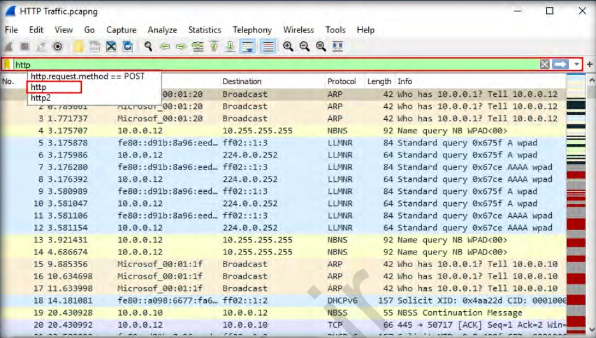 HTTP Traffic.pcapng
File Edit View Go Capture Analyze Statistics Telephony Wireless Tools Help
http
http.request.method == POST
http
http2
No. Destination Protocol Length Info
00:01:20 Broadcast ARP 42 Who has 10.0.0.1? Tell 10.0.0.12
2 0.789661 Microsof_00:01:20 Broadcast ARP 42 Who has 10.0.0.1? Tell 10.0.0.12
3 1.771737 Microsof_00:01:20 Broadcast ARP 42 Who has 10.0.0.1? Tell 10.0.0.12
4 3.175707 10.0.0.12 10.255.255.255 NBNS 92 Name query NB WPAD<00>
5 3.175878 fe80::d91b:8a96:eed… ff02::1:3 LLMNR 84 Standard query 0x675f A wpad
6 3.175986 10.0.0.12 224.0.0.252 LLMNR 64 Standard query 0x675f A wpad
7 3.176280 fe80::d91b:8a96:eed… ff02::1:3 LLMNR 84 Standard query 0x67ce AAAA wpad
8 3.176392 10.0.0.12 224.0.0.252 LLMNR 64 Standard query 0x67ce AAAA wpad
9 3.580989 fe80::d91b:8a96:eed… ff02::1:3 LLMNR 84 Standard query 0x675f A wpad
10 3.581047 10.0.0.12 224.0.0.252 LLMNR 64 Standard query 0x675f A wpad
11 3.581106 fe80::d91b:8a96:eed… ff02::1:3 LLMNR 84 Standard query 0x67ce AAAA wpad
12 3.581154 10.0.0.12 224.0.0.252 LLMNR 64 Standard query 0x67ce AAAA wpad
13 3.921431 10.0.0.12 10.255.255.255 NBNS 92 Name query NB WPAD<00>
14 4.686674 10.0.0.12 10.255.255.255 NBNS 92 Name query NB WPAD<00>
15 9.885356 Microsof_00:01:1f Broadcast ARP 42 Who has 10.0.0.1? Tell 10.0.0.10
16 10.634698 Microsof_00:01:1f Broadcast ARP 42 Who has 10.0.0.1? Tell 10.0.0.10
17 11.633998 Microsof_00:01:1f Broadcast ARP 42 Who has 10.0.0.1? Tell 10.0.0.10
18 14.181081 fe80::a098:6677:fa6… ff02::1:2 DHCPv6 157 Solicit XID: 0x4aa22d CID: 0001000
19 20.430928 10.0.0.10 10.0.0.12 NBSS 55 NBSS Continuation Message
20 20.430992 10.0.0.12 10.0.0.10 TCP 66 445 → 50717 [ACK] Seq=1 Ack=2 Win=